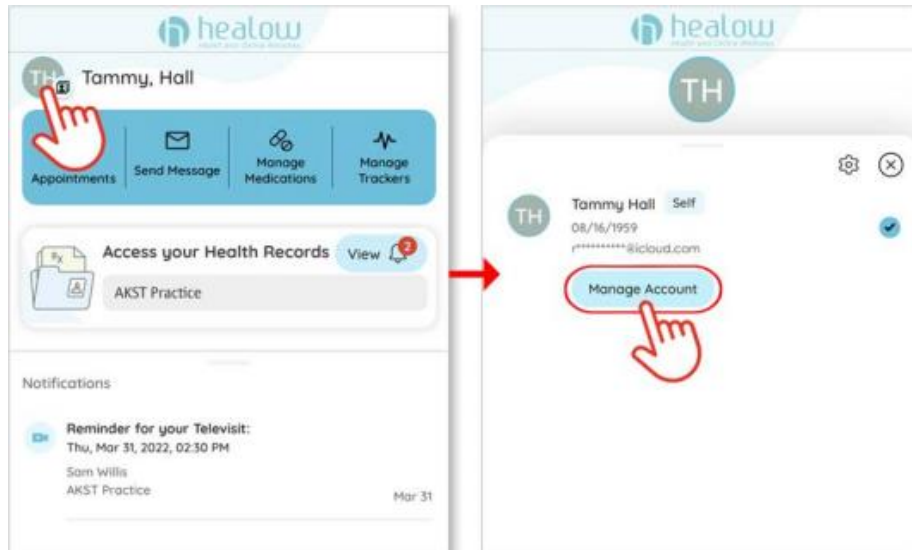 healow
TH
Tammy, Hall
Appointments
Send Message
Manage
Medications
Manage
Trackers
Access your Health Records
View
2
AKST Practice
Notifications
Reminder for your Televisit:
Thu, Mar 31, 2022, 02:30 PM
Sam Willis
AKST Practice
Mar 31
healow
TH
TH
Tammy Hall
Self
08/16/1959
r**********@icloud.com
Manage Account